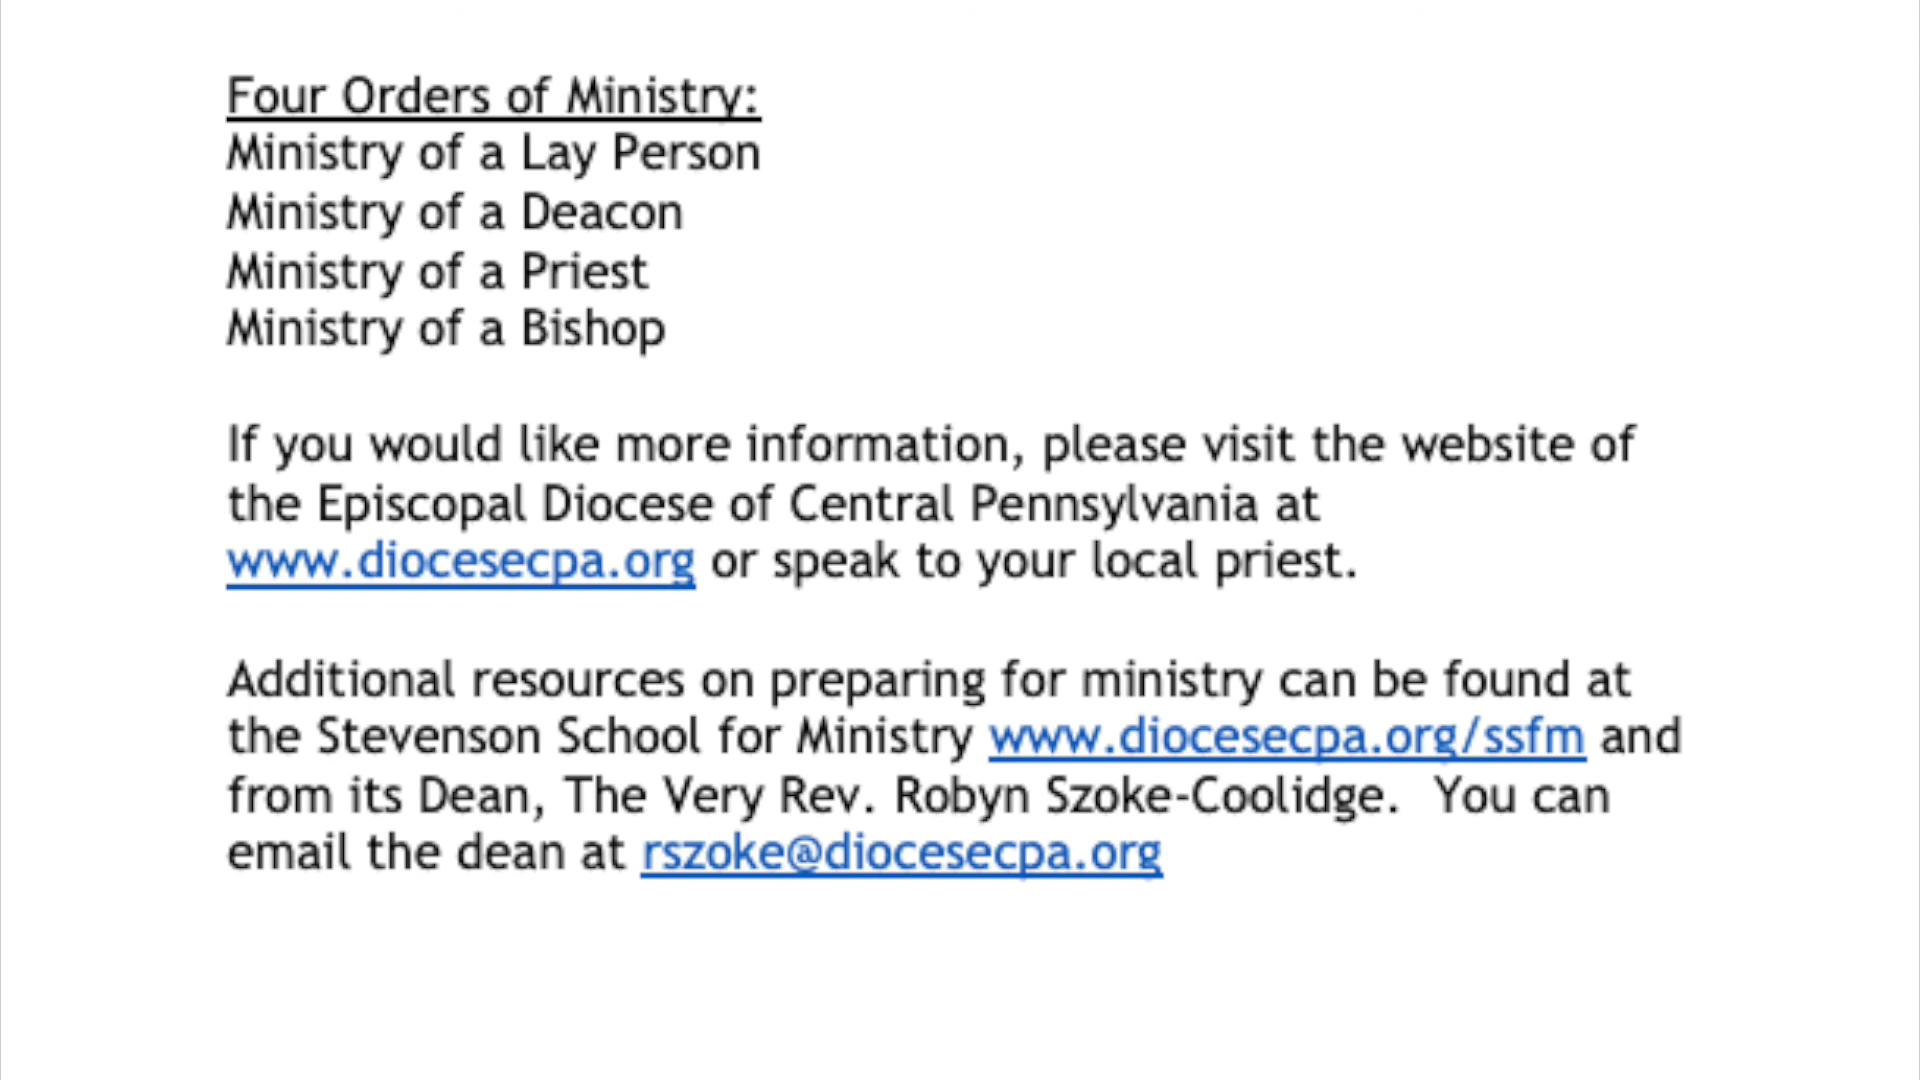 Four Orders of Ministry:
Ministry of a Lay Person
Ministry of a Deacon
Ministry of a Priest
Ministry of a Bishop
If you would like more information, please visit the website of
the Episcopal Diocese of Central Pennsylvania at
www.diocesecpa.org or speak to your local priest.
Additional resources on preparing for ministry can be found at
the Stevenson School for Ministry www.diocesecpa.org/ssfm and
from its Dean, The Very Rev. Robyn Szoke-Coolidge.  You can
email the dean at rszoke@diocesecpa.org